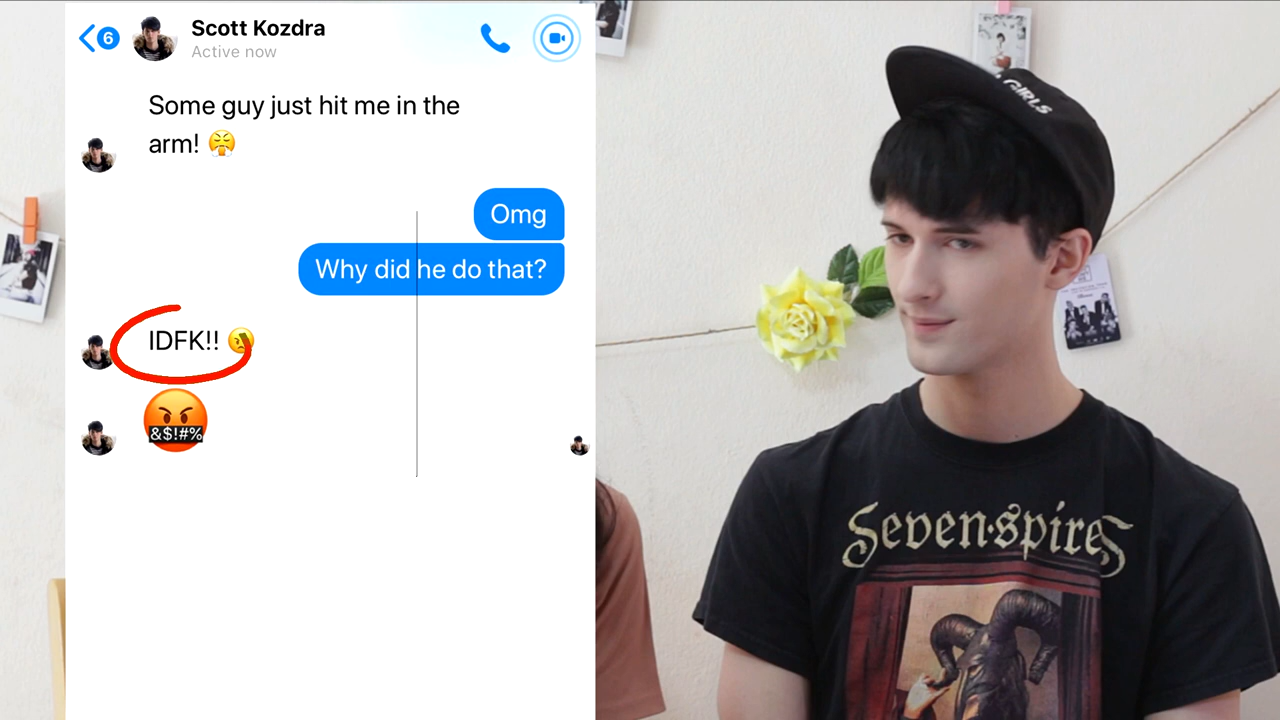 6
Scott Kozdra
Active now
Some guy just hit me in the
arm! 😤
Omg
Why did he do that?
IDFK!! 🤨
&$!#%
GIRLS
Seven·spires